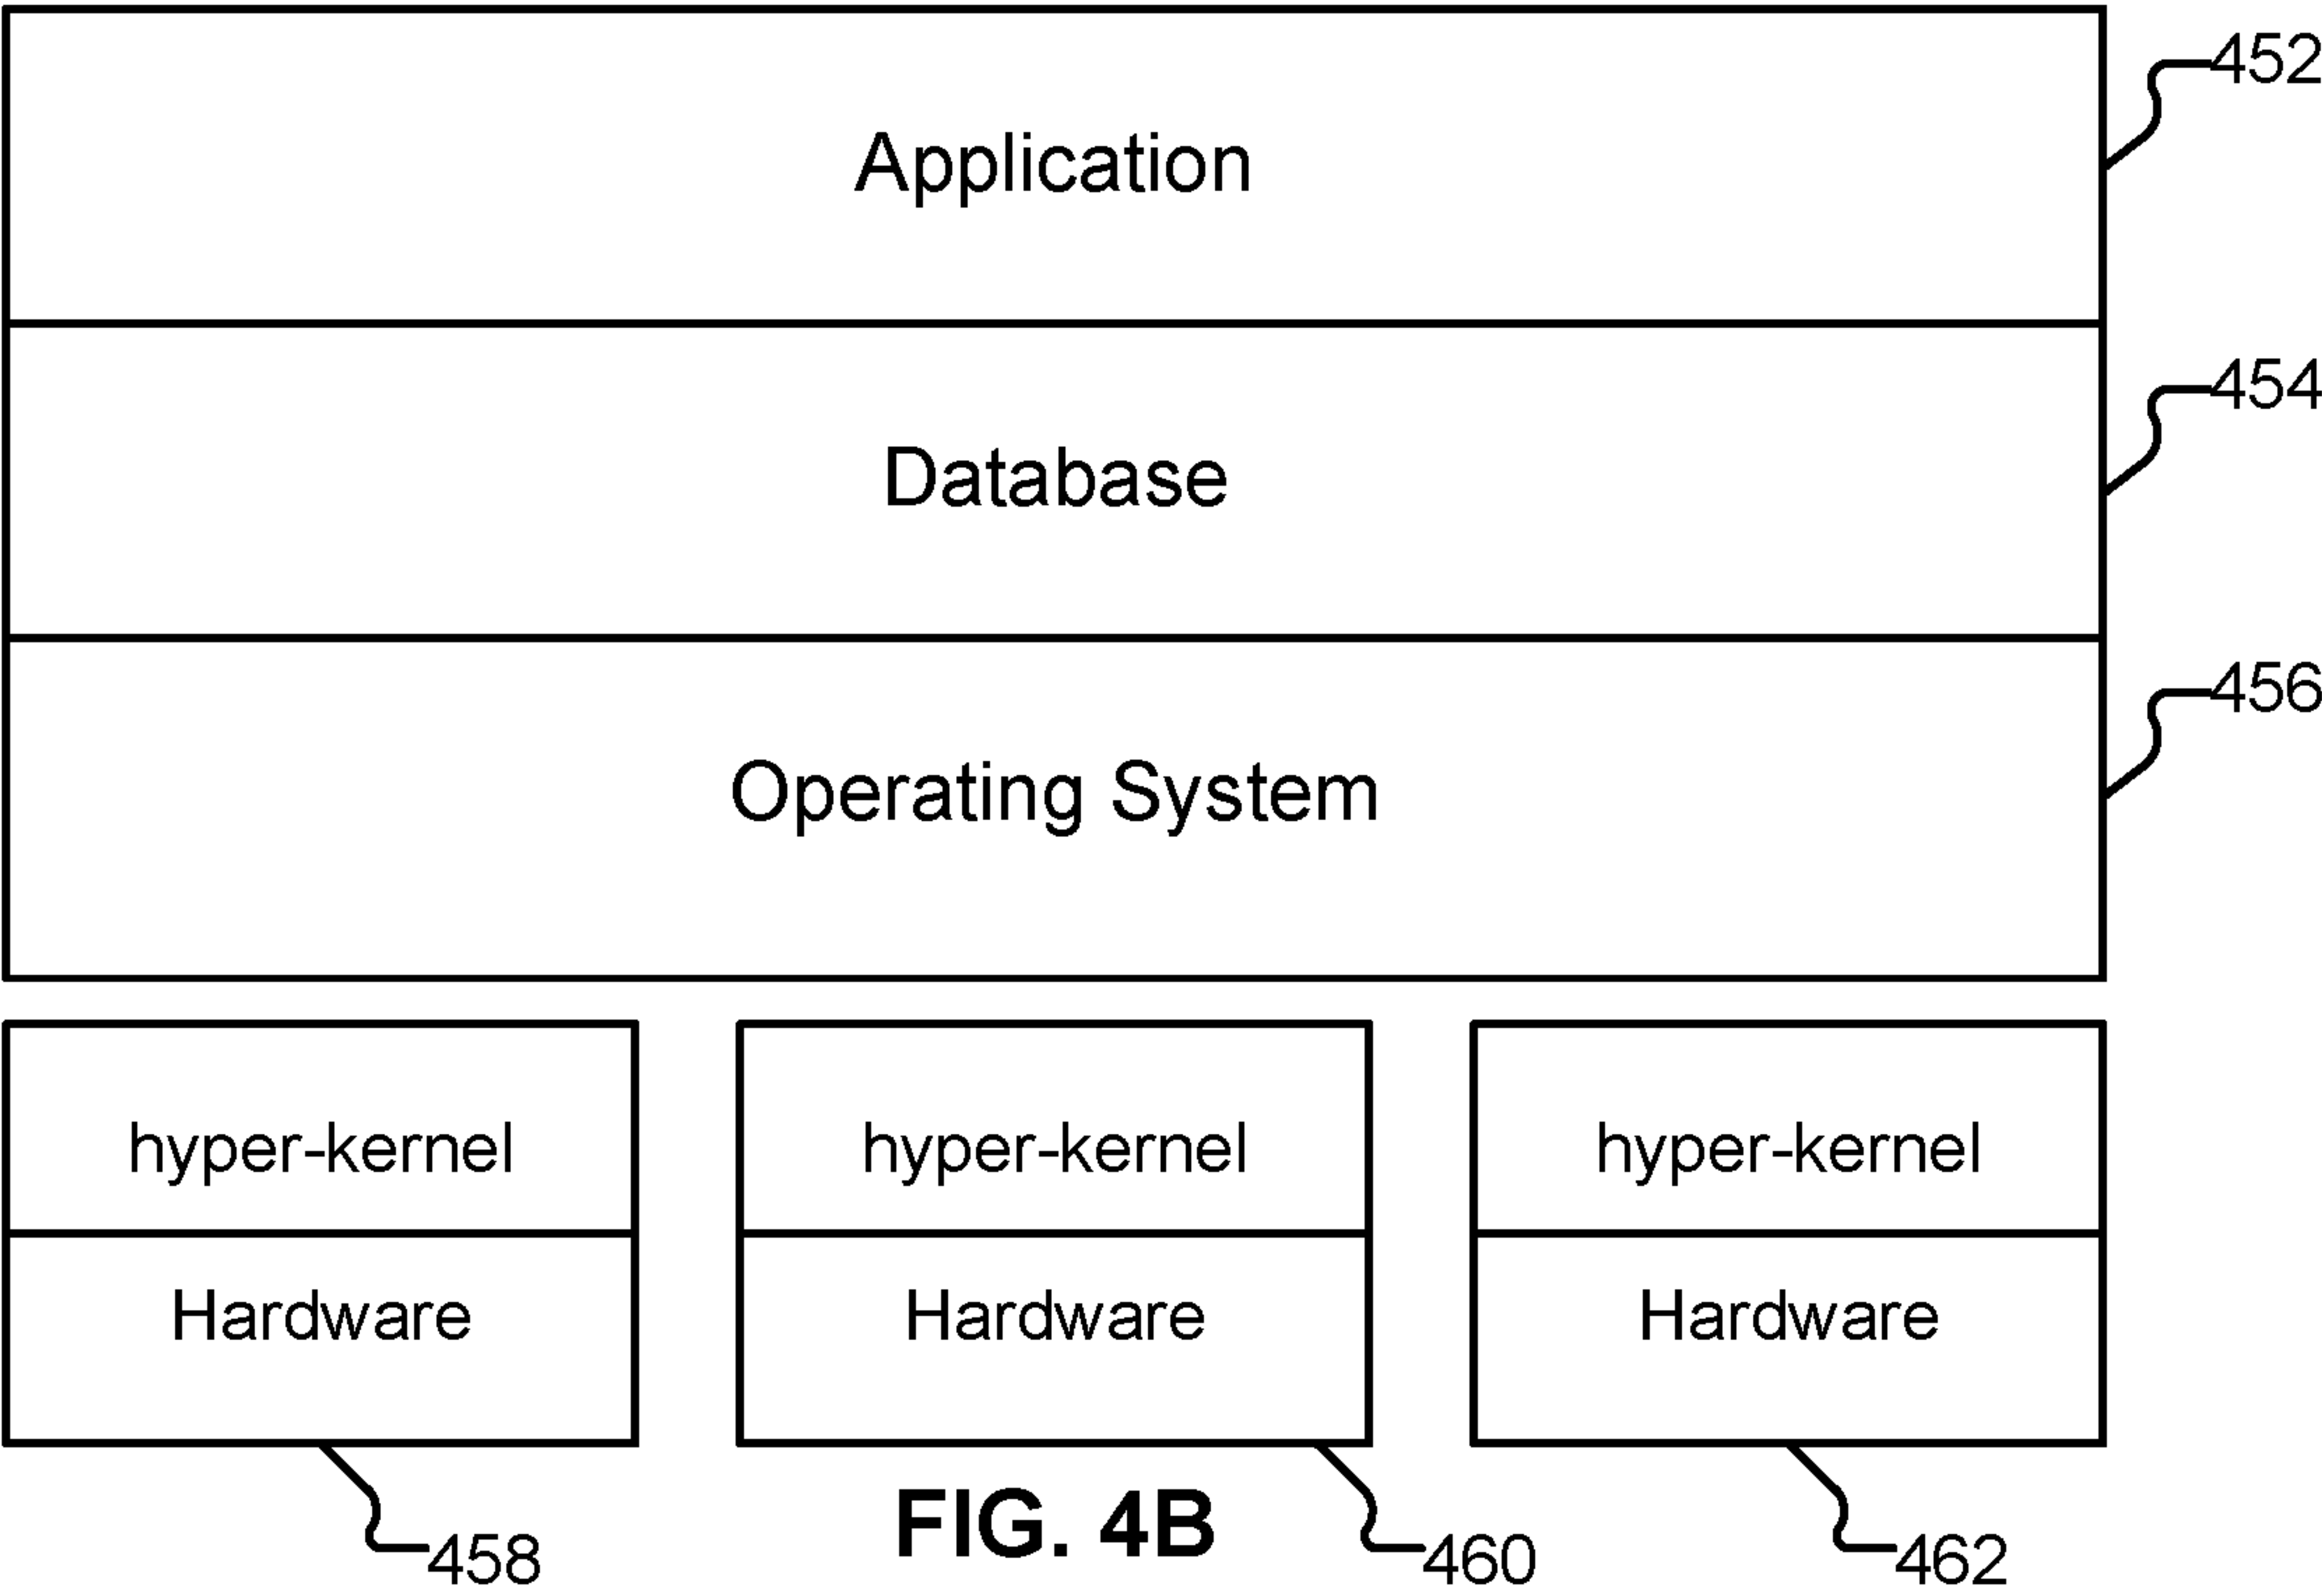 452
Application
454
Database
456
Operating System
hyper-kernel hyper-kernel hyper-kernel
Hardware Hardware Hardware
FIG. 4B
458 460 462